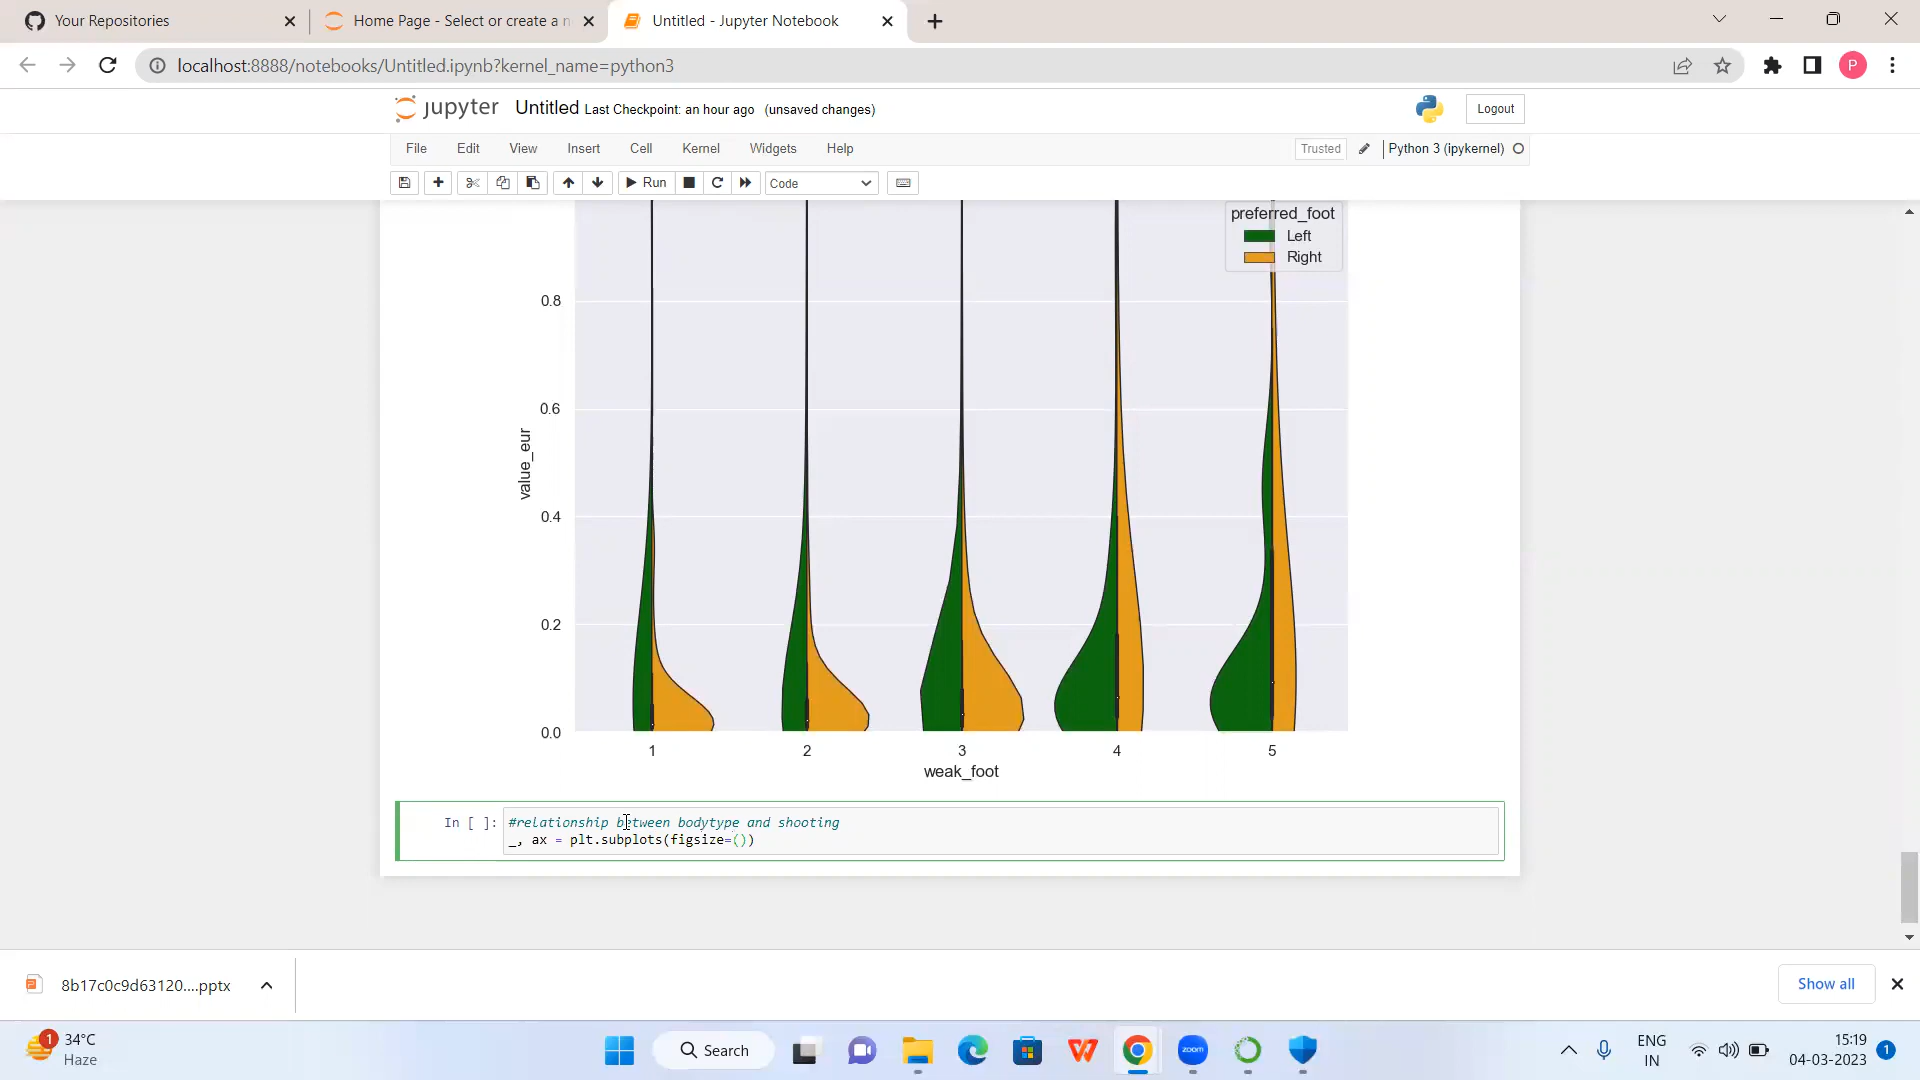 Your Repositories
Home Page - Select or create a n
Untitled - Jupyter Notebook
localhost:8888/notebooks/Untitled.ipynb?kernel_name=python3
P
jupyter Untitled Last Checkpoint: an hour ago (unsaved changes)
Logout
File Edit View Insert Cell Kernel Widgets Help
Trusted
Python 3 (ipykernel)
Run
Code
preferred_foot
Left
Right
0.8
0.6
0.4
0.2
0.0
value_eur
1 2 3 4 5
weak_foot
In [ ]:
#relationship between bodytype and shooting
_, ax = plt.subplots(figsize=())
8b17c0c9d63120....pptx
Show all
1
34°C
Haze
Search
zoom
ENG
IN
15:19
04-03-2023
1